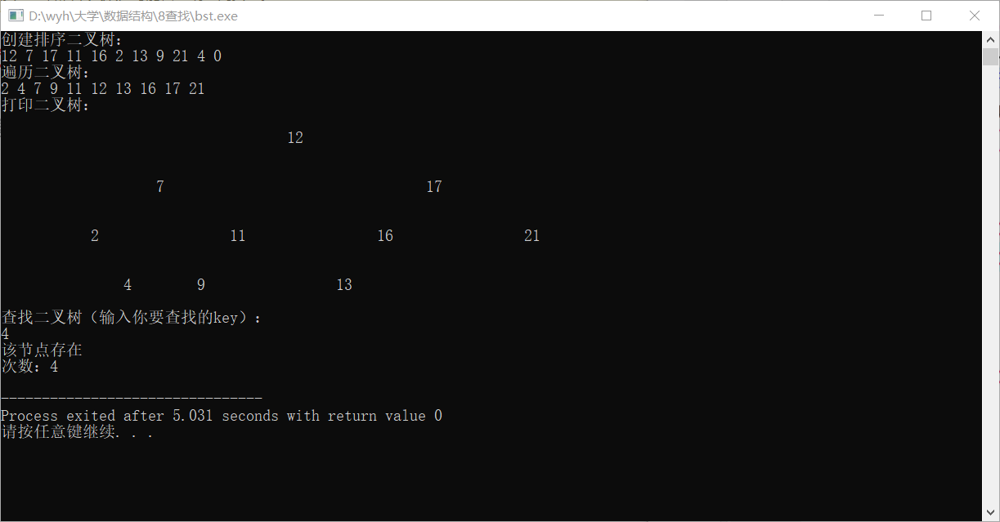 D:\wyh\大学\数据结构\8查找\bst.exe
创建排序二叉树:
12 7 17 11 16 2 13 9 21 4 0
遍历二叉树:
2 4 7 9 11 12 13 16 17 21
打印二叉树:
12
7 17
2 11 16 21
4 9 13
查找二叉树（输入你要查找的key）:
4
该节点存在
次数: 4
--------------------------------
Process exited after 5.031 seconds with return value 0
请按任意键继续. . .